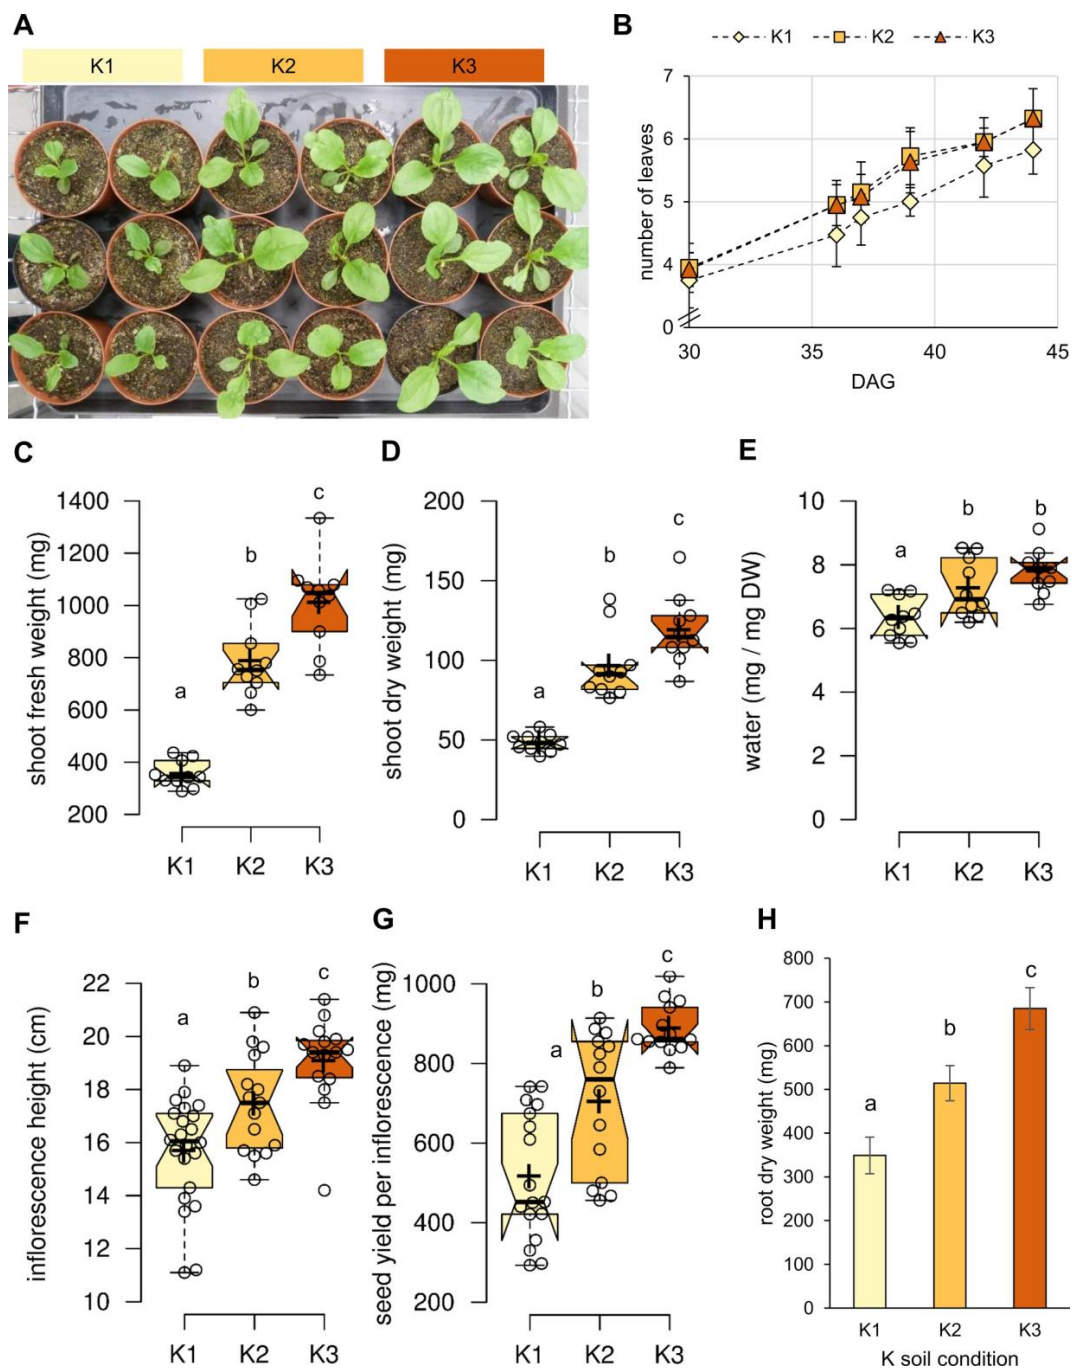 A
K1 K2 K3
B
K1 K2 K3
number of leaves
7
6
5
4
0
30 35 40 45
DAG
C
shoot fresh weight (mg)
1400
1200
1000
800
600
400
200
a b c
K1 K2 K3
D
shoot dry weight (mg)
200
150
100
50
0
a b c
K1 K2 K3
E
water (mg / mg DW)
10
8
6
4
2
0
a b b
K1 K2 K3
F
inflorescence height (cm)
22
20
18
16
14
12
10
a b c
K1 K2 K3
G
seed yield per inflorescence (mg)
1000
800
600
400
200
a b c
K1 K2 K3
H
root dry weight (mg)
800
700
600
500
400
300
200
100
0
a b c
K1 K2 K3
K soil condition